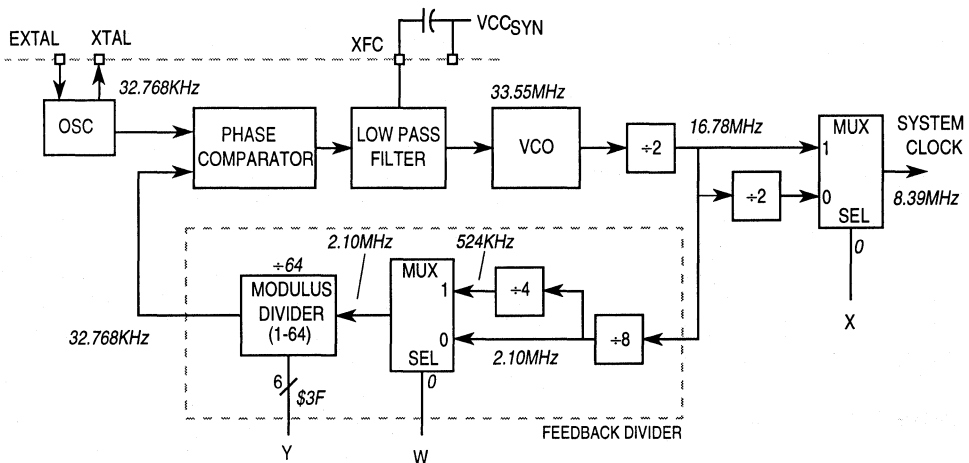 EXTAL
XTAL
XFC
VCCSYN
32.768KHz
33.55MHz
OSC
PHASE
COMPARATOR
LOW PASS
FILTER
VCO
÷2
16.78MHz
MUX
1
0
SEL
0
X
÷2
SYSTEM
CLOCK
8.39MHz
2.10MHz
524KHz
÷64
MODULUS
DIVIDER
(1-64)
MUX
1
0
SEL
0
÷4
÷8
2.10MHz
32.768KHz
6
$3F
Y
W
FEEDBACK DIVIDER